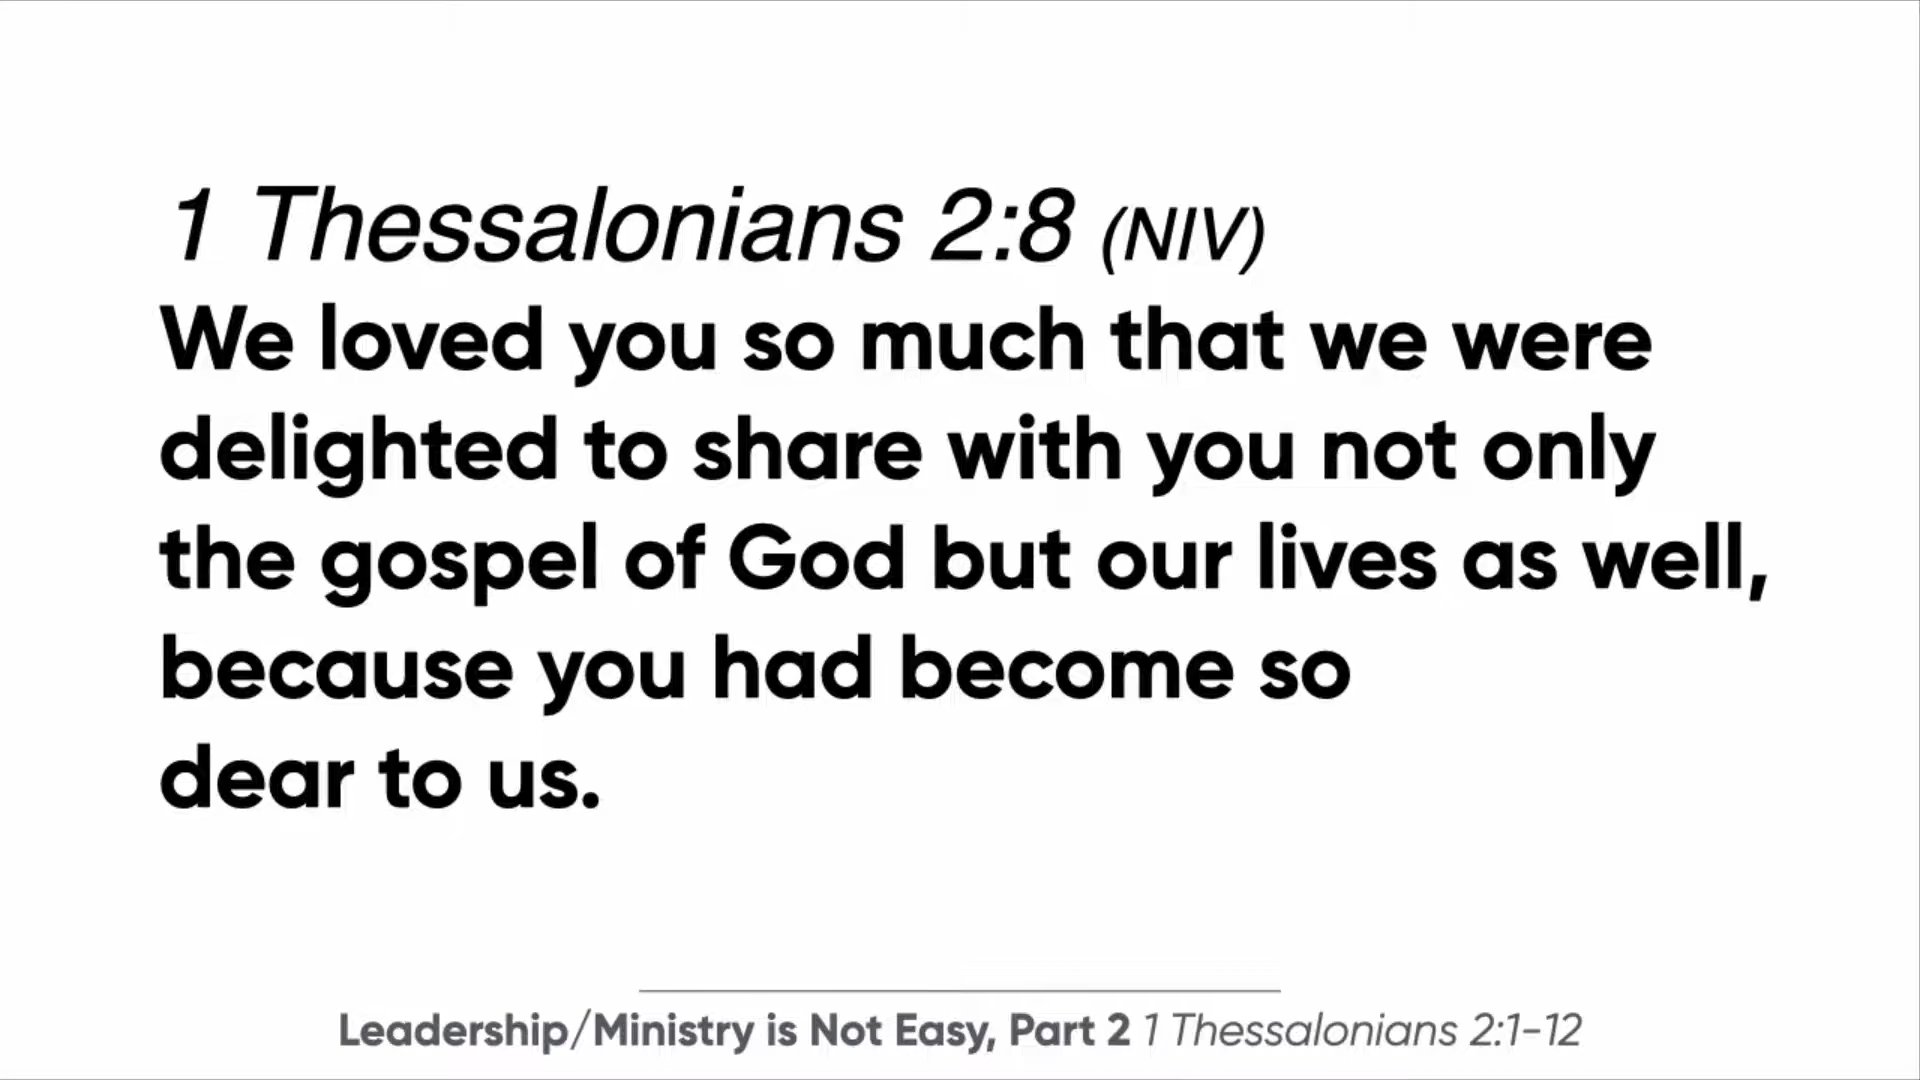 1 Thessalonians 2:8 (NIV)
We loved you so much that we were
delighted to share with you not only
the gospel of God but our lives as well,
because you had become so
dear to us.
Leadership/Ministry is Not Easy, Part 2 1 Thessalonians 2:1-12